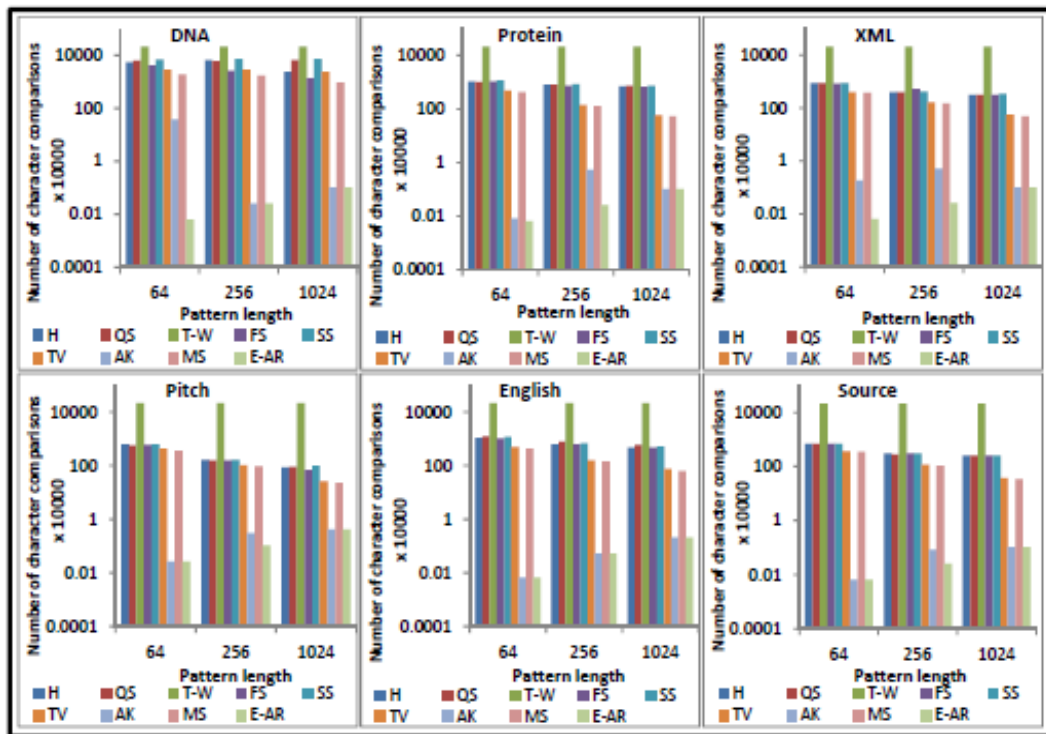 DNA
Number of character comparisons
x 10000
10000
100
1
0.01
0.0001
64 256 1024
Pattern length
H QS T-W FS SS
TV AK MS E-AR
Protein
Number of character comparisons
x 10000
10000
100
1
0.01
0.0001
64 256 1024
Pattern length
H QS T-W FS SS
TV AK MS E-AR
XML
Number of character comparisons
x 10000
10000
100
1
0.01
0.0001
64 256 1024
Pattern length
H QS T-W FS SS
TV AK MS E-AR
Pitch
Number of character comparisons
x 10000
10000
100
1
0.01
0.0001
64 256 1024
Pattern length
H QS T-W FS SS
TV AK MS E-AR
English
Number of character comparisons
x 10000
10000
100
1
0.01
0.0001
64 256 1024
Pattern length
H QS T-W FS SS
TV AK MS E-AR
Source
Number of character comparisons
x 10000
10000
100
1
0.01
0.0001
64 256 1024
Pattern length
H QS T-W FS SS
TV AK MS E-AR